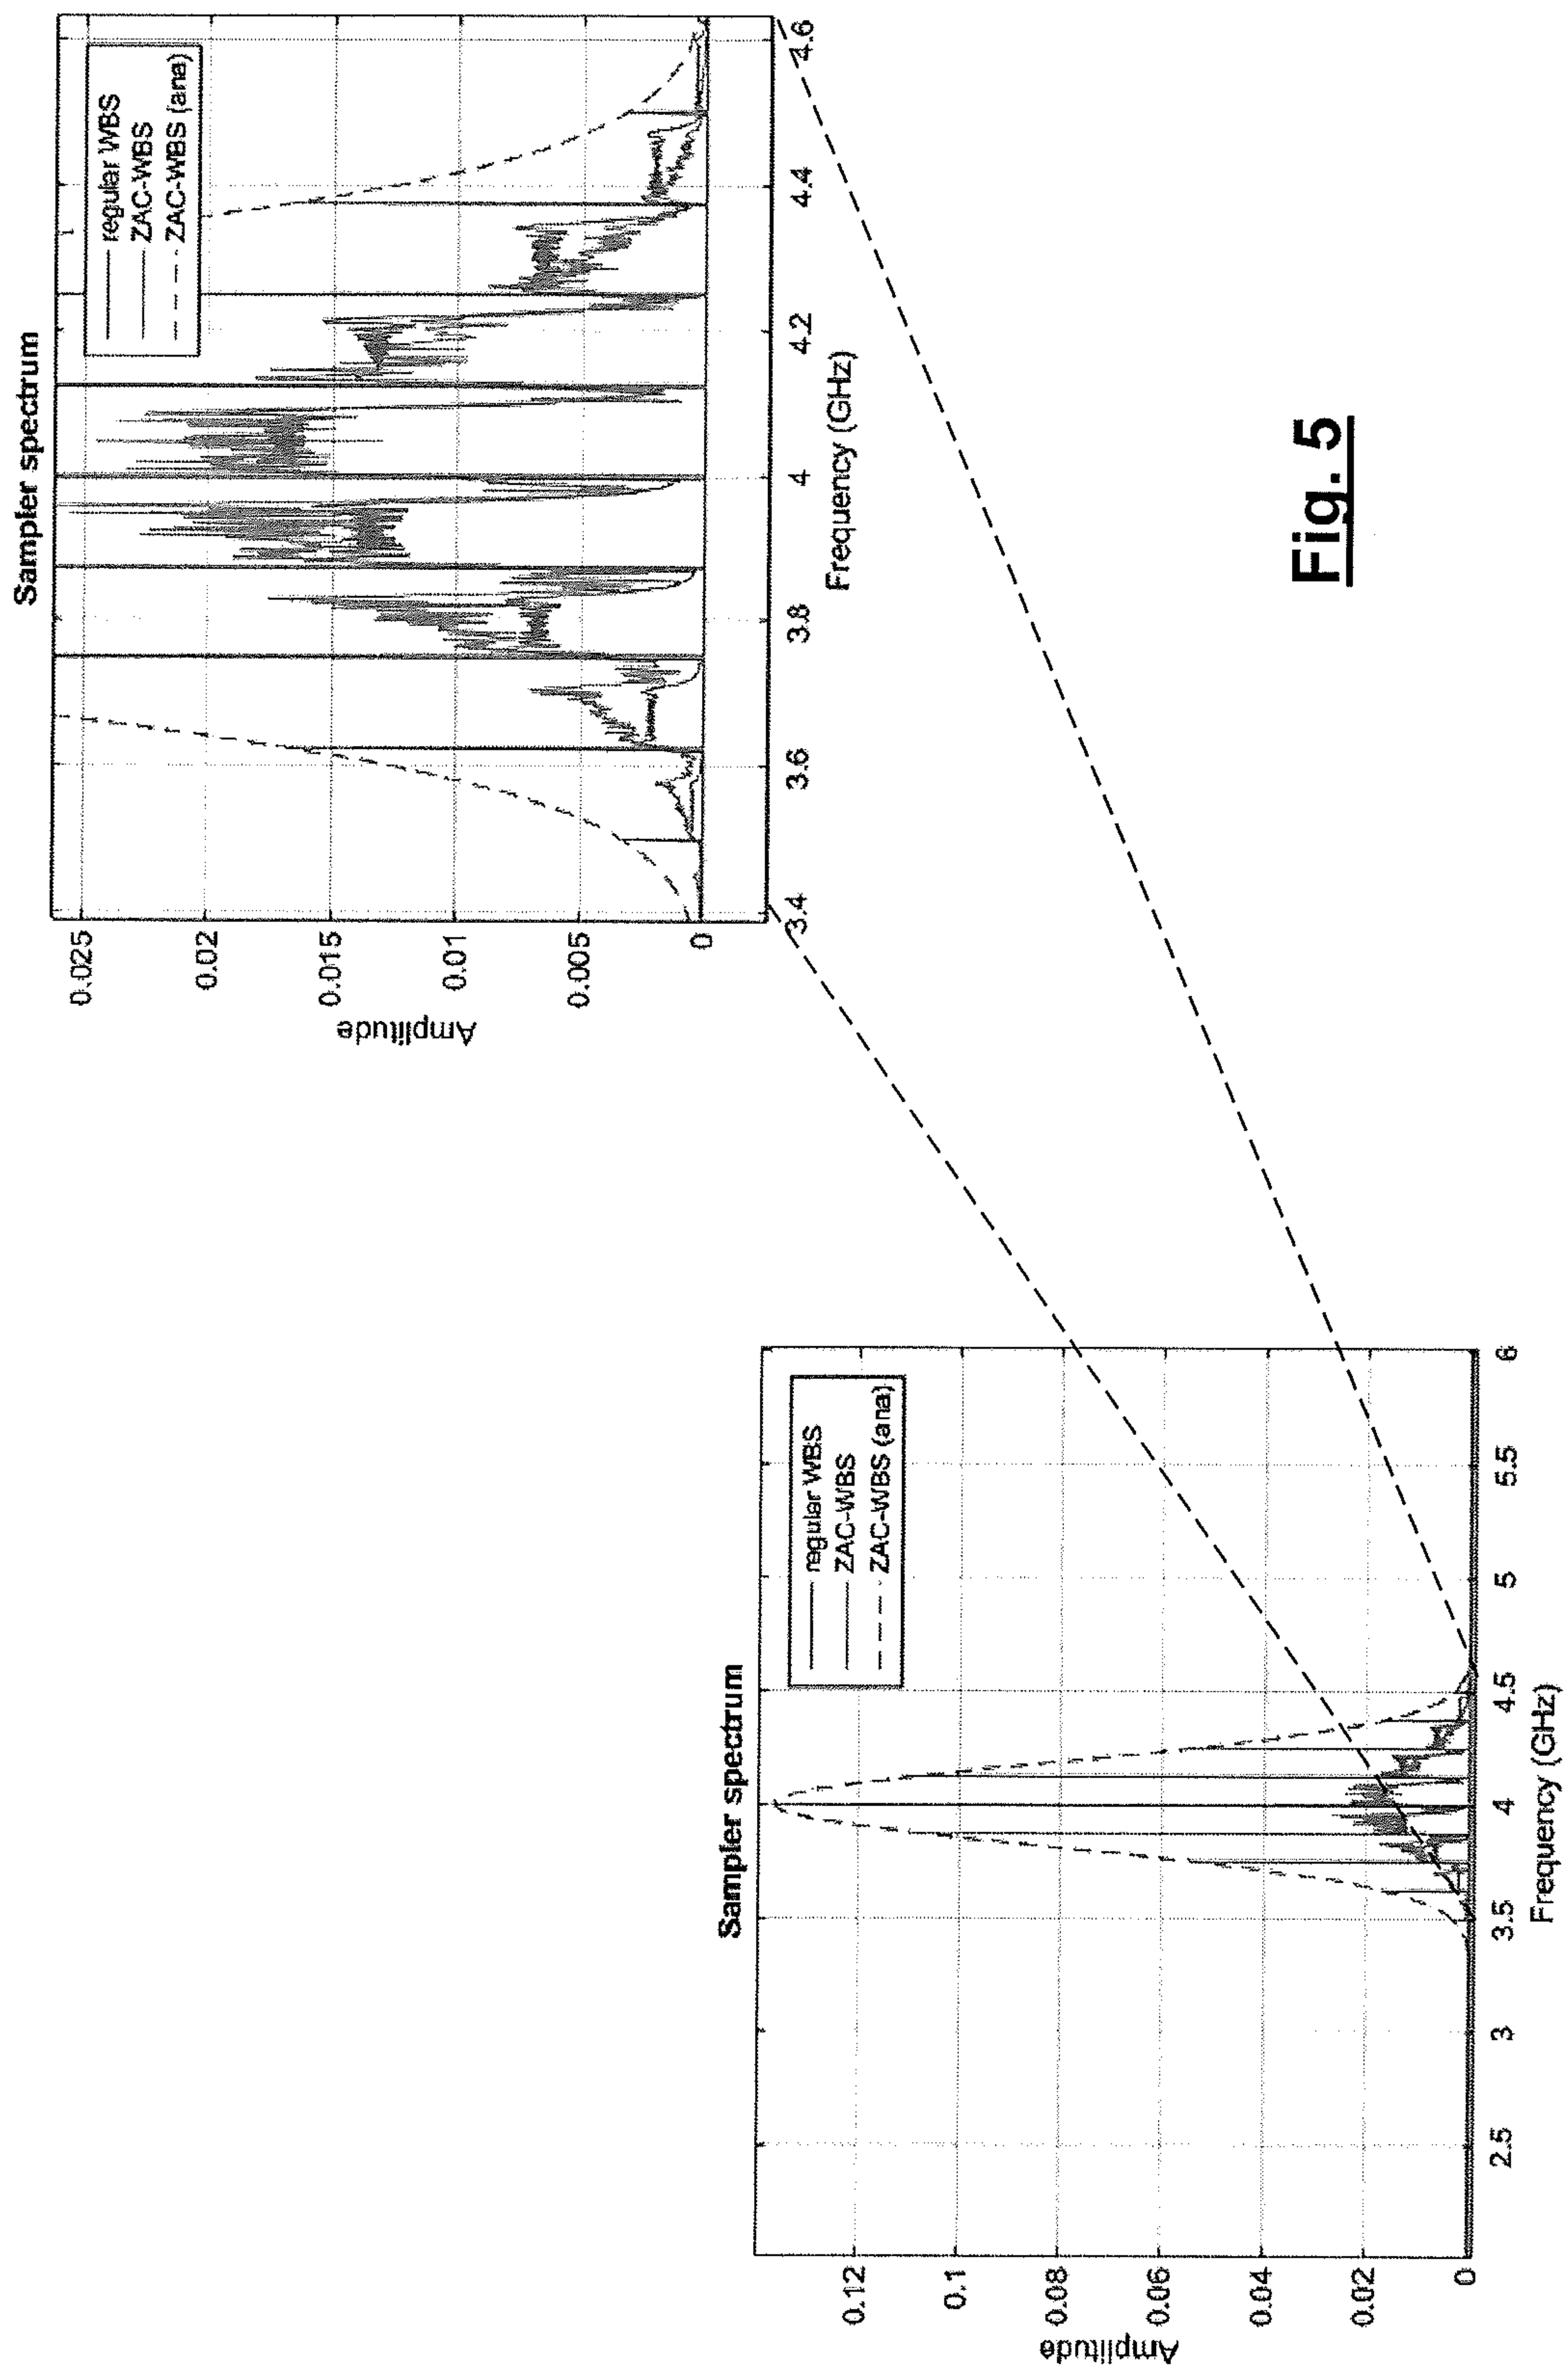 Sampler spectrum
Amplitude
0.025
0.02
0.015
0.01
0.005
0
regular WBS
ZAC-WBS
ZAC-WBS (ana)
3.4
3.6
3.8
4
4.2
4.4
4.6
Frequency (GHz)
Sampler spectrum
Amplitude
0.12
0.1
0.08
0.06
0.04
0.02
0
regular WBS
ZAC-WBS
ZAC-WBS (ana)
2.5
3
3.5
4
4.5
5
5.5
6
Frequency (GHz)
Fig. 5